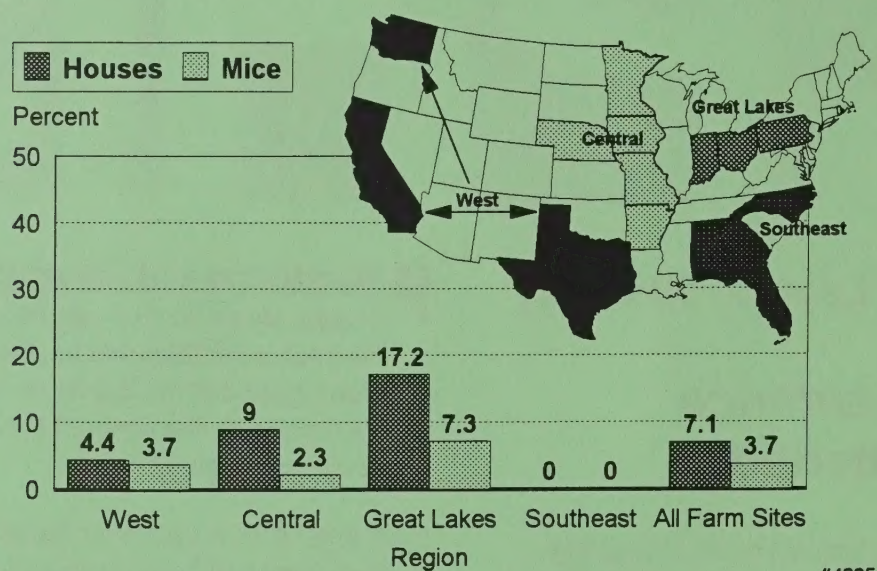 Houses Mice
Percent
50
40
30
20
10
0
Great Lakes
Central
West
Southeast
4.4
3.7
9
2.3
17.2
7.3
0
0
7.1
3.7
West Central Great Lakes Southeast All Farm Sites
Region